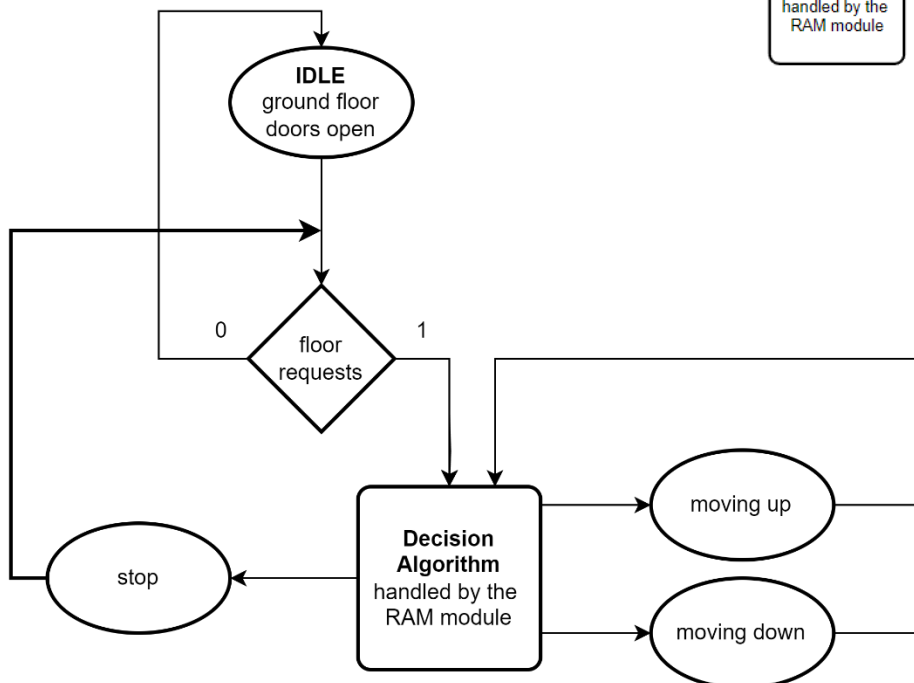 handled by the
RAM module
IDLE
ground floor
doors open
0
1
floor
requests
moving up
Decision
Algorithm
handled by the
RAM module
stop
moving down